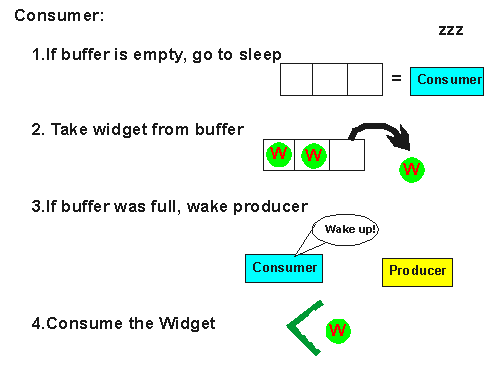 Consumer:
zzz
1.If buffer is empty, go to sleep
= Consumer
2. Take widget from buffer
W W
W
3.If buffer was full, wake producer
Wake up!
Consumer Producer
4.Consume the Widget
W